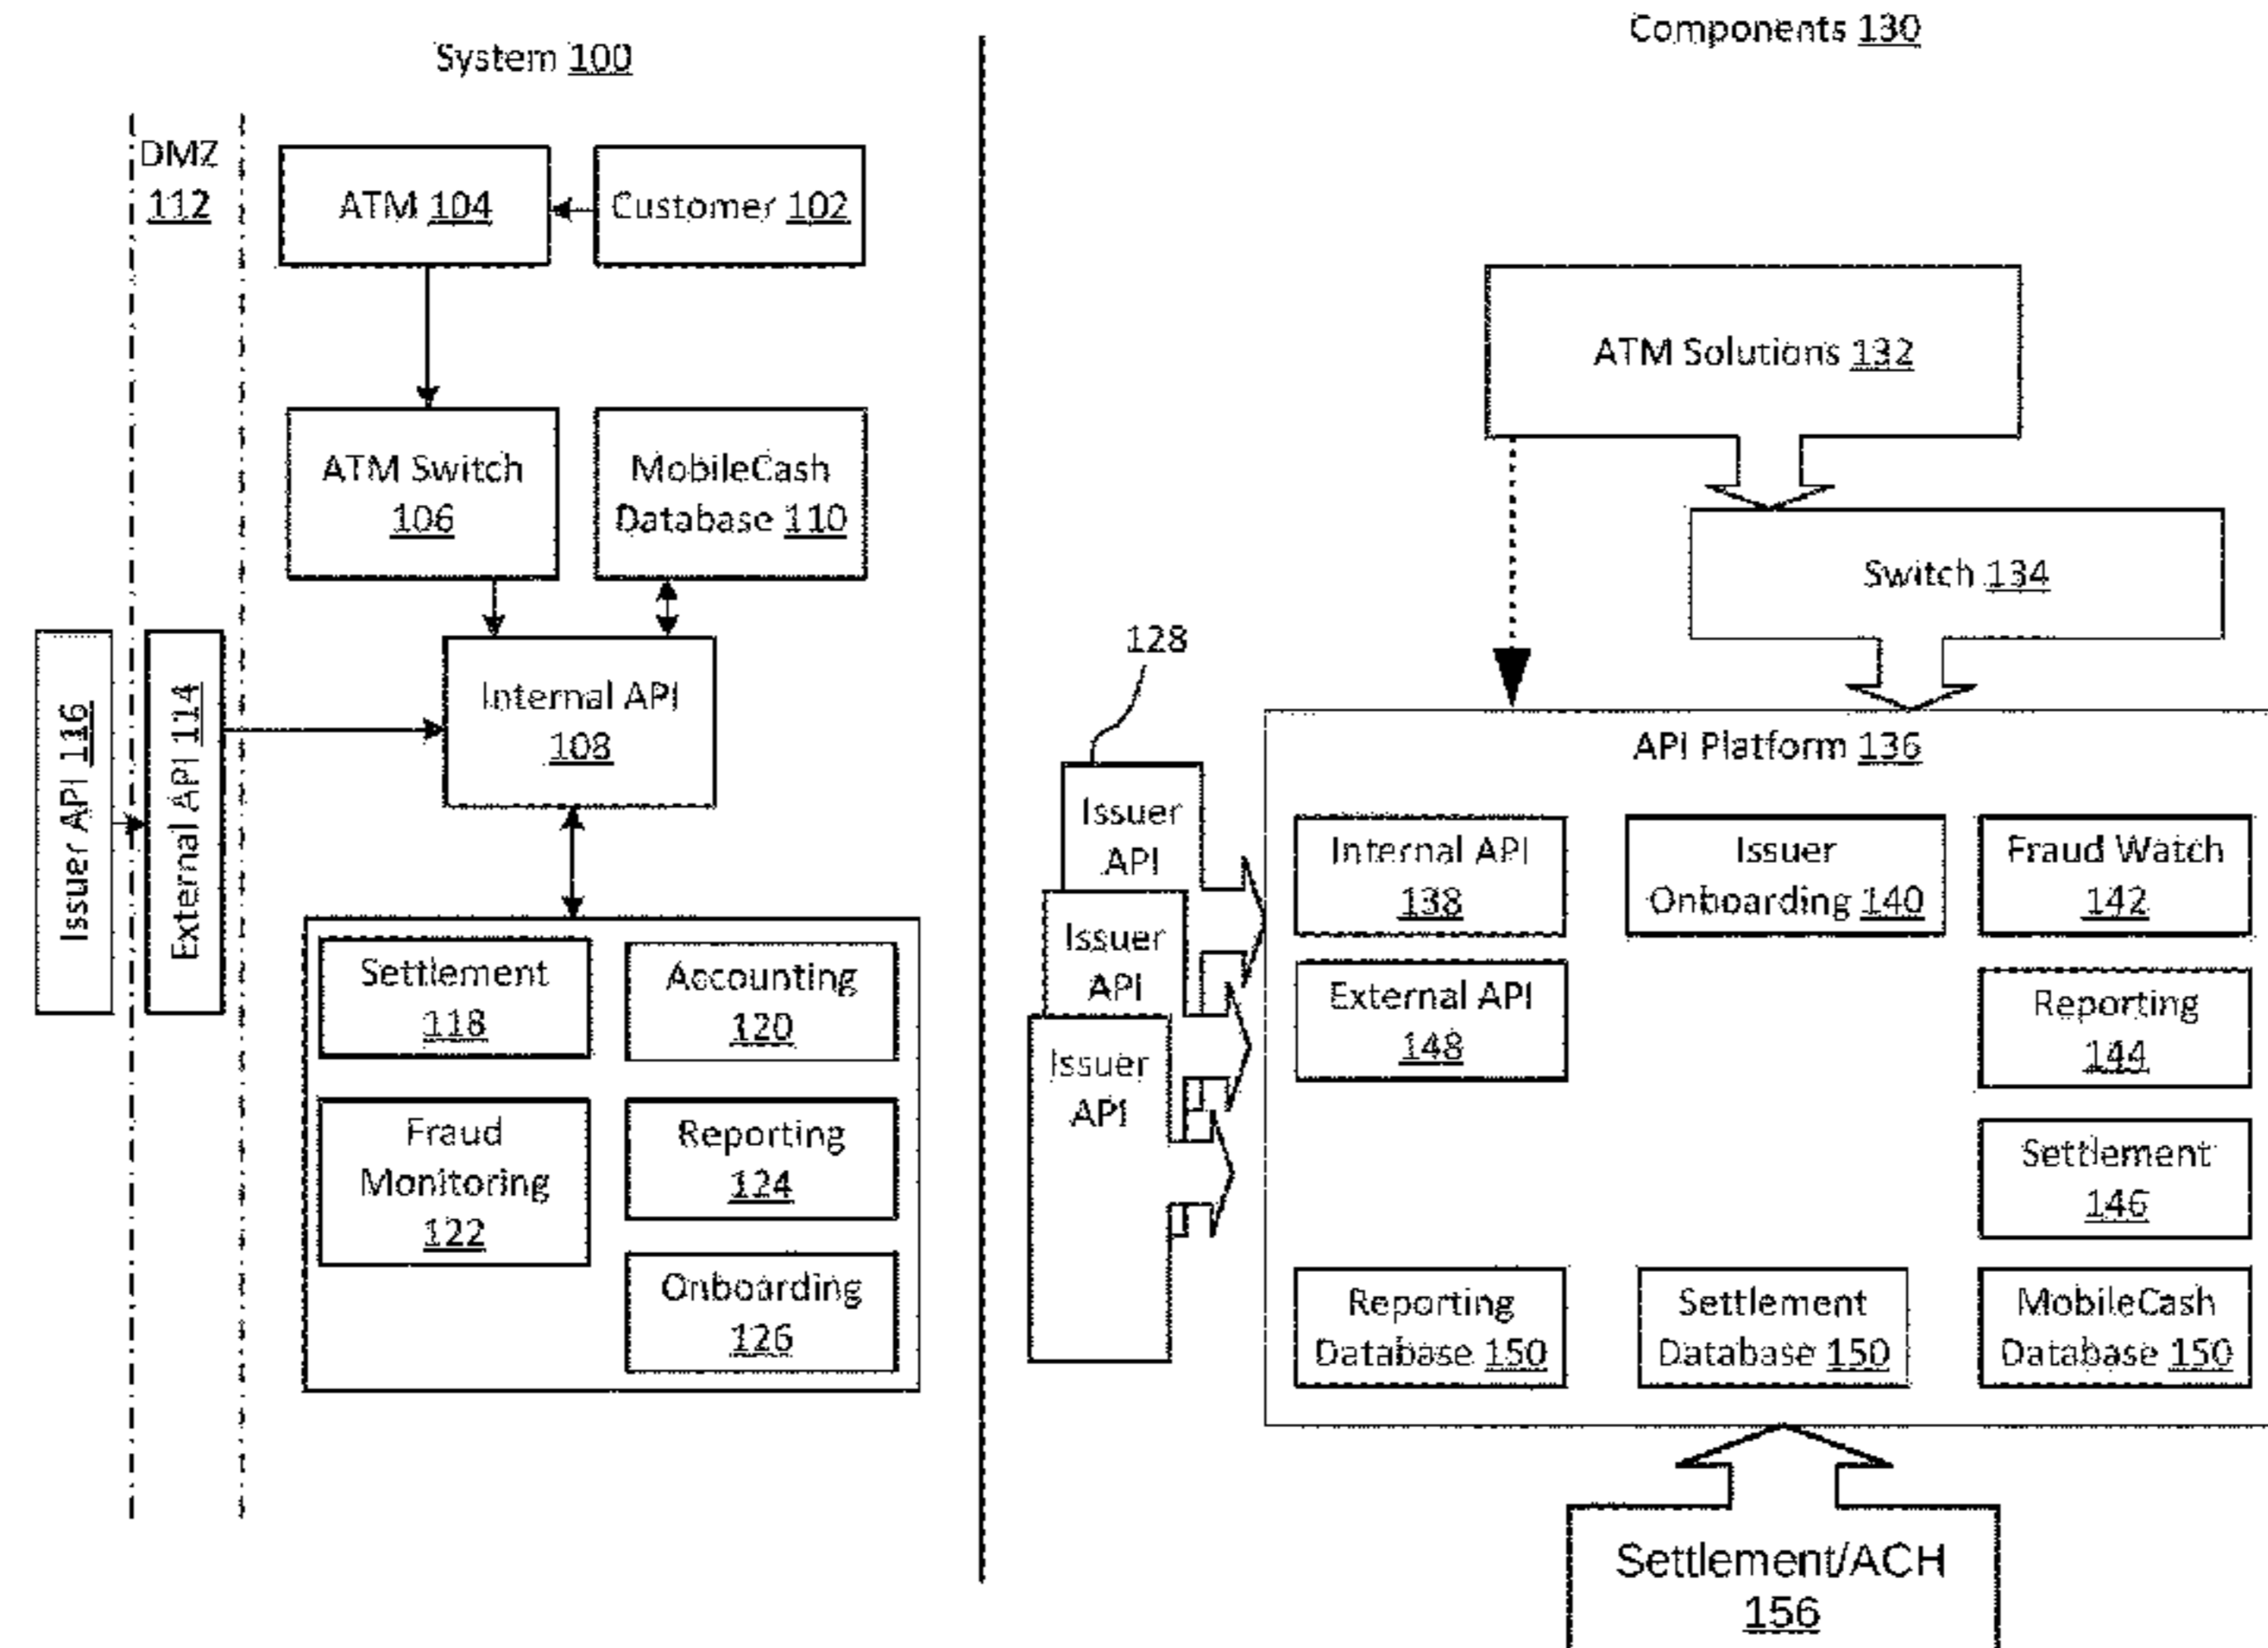 System 100
DMZ
112
ATM 104
Customer 102
ATM Switch
106
MobileCash
Database 110
Issuer API 116
External API 114
Internal API
108
Settlement
118
Accounting
120
Fraud
Monitoring
122
Reporting
124
Onboarding
126
Components 130
ATM Solutions 132
Switch 134
128
Issuer
API
Issuer
API
Issuer
API
API Platform 136
Internal API
138
Issuer
Onboarding 140
Fraud Watch
142
External API
148
Reporting
144
Settlement
146
Reporting
Database 150
Settlement
Database 150
MobileCash
Database 150
Settlement/ACH
156